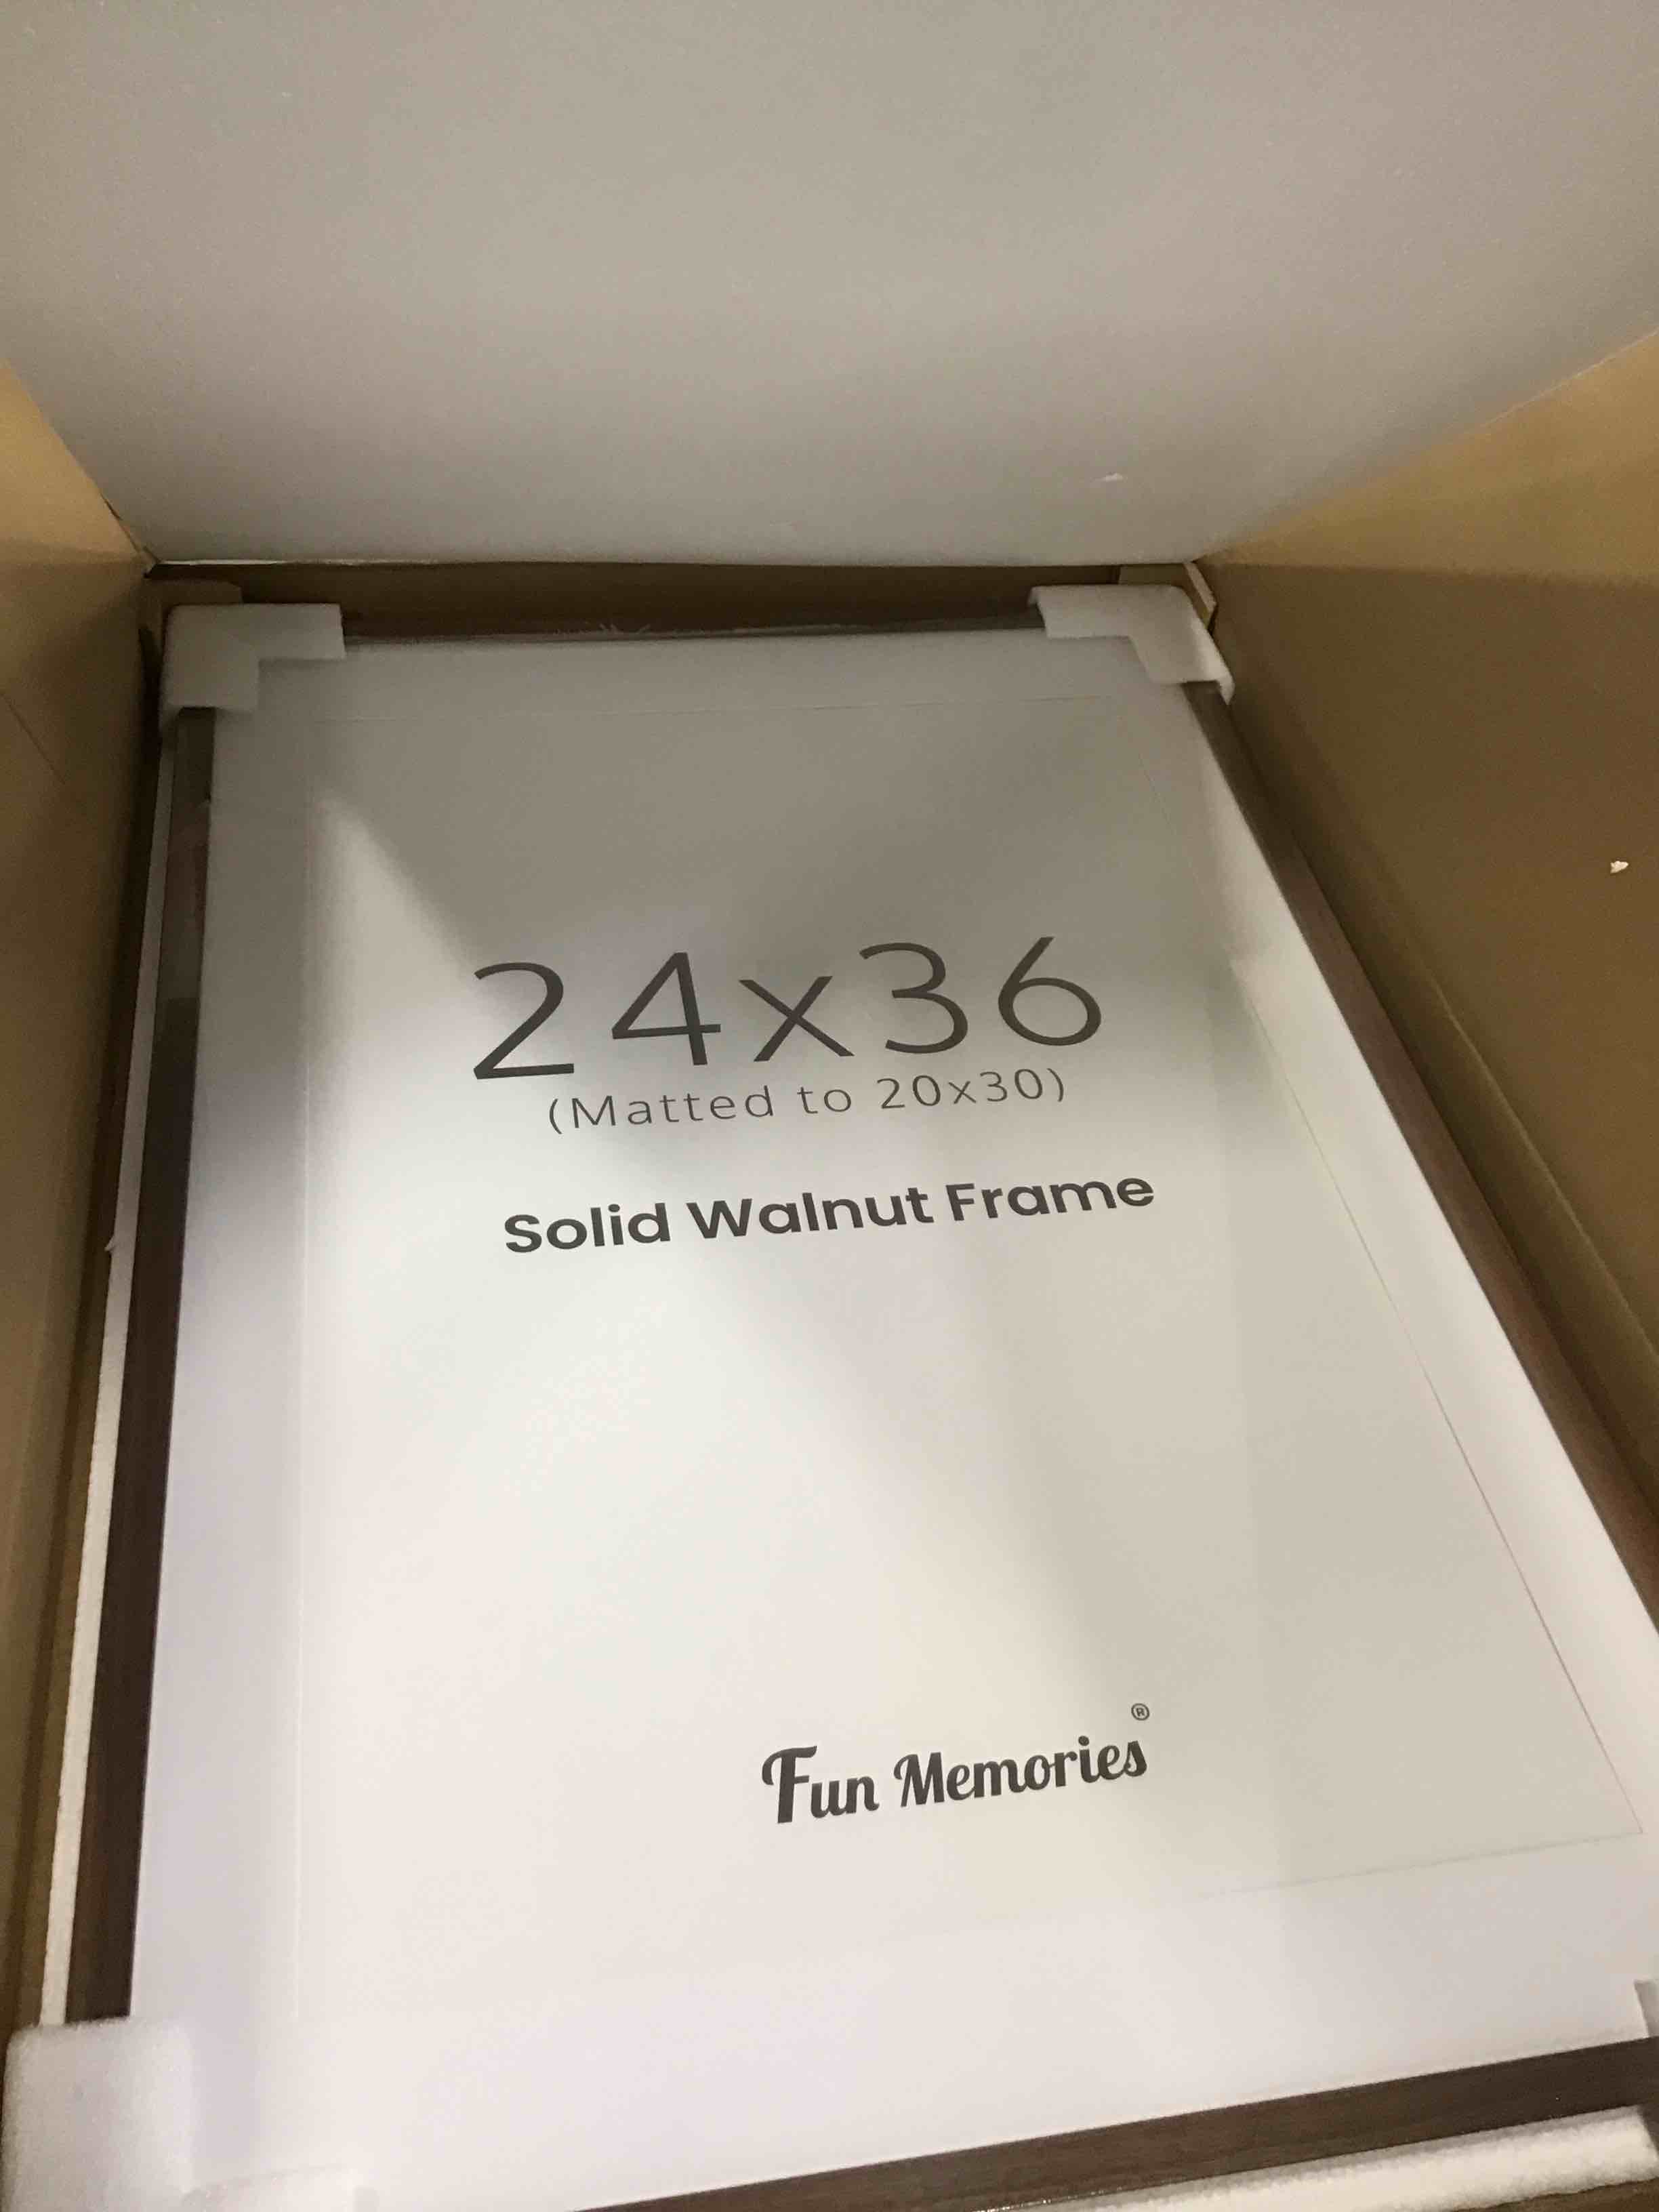 24x36
(Matted to 20x30)
Solid Walnut Frame
Fun Memories®